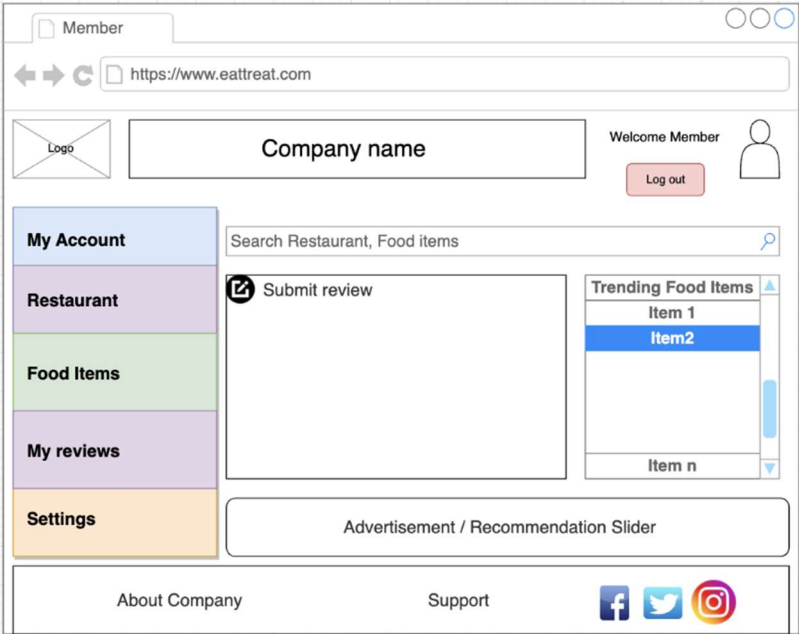 Member
https://www.eattreat.com
Logo
Company name
Welcome Member
Log out
My Account
Search Restaurant, Food items
Restaurant
Submit review
Trending Food Items
Item 1
Item2
Food Items
My reviews
Item n
Settings
Advertisement / Recommendation Slider
About Company
Support